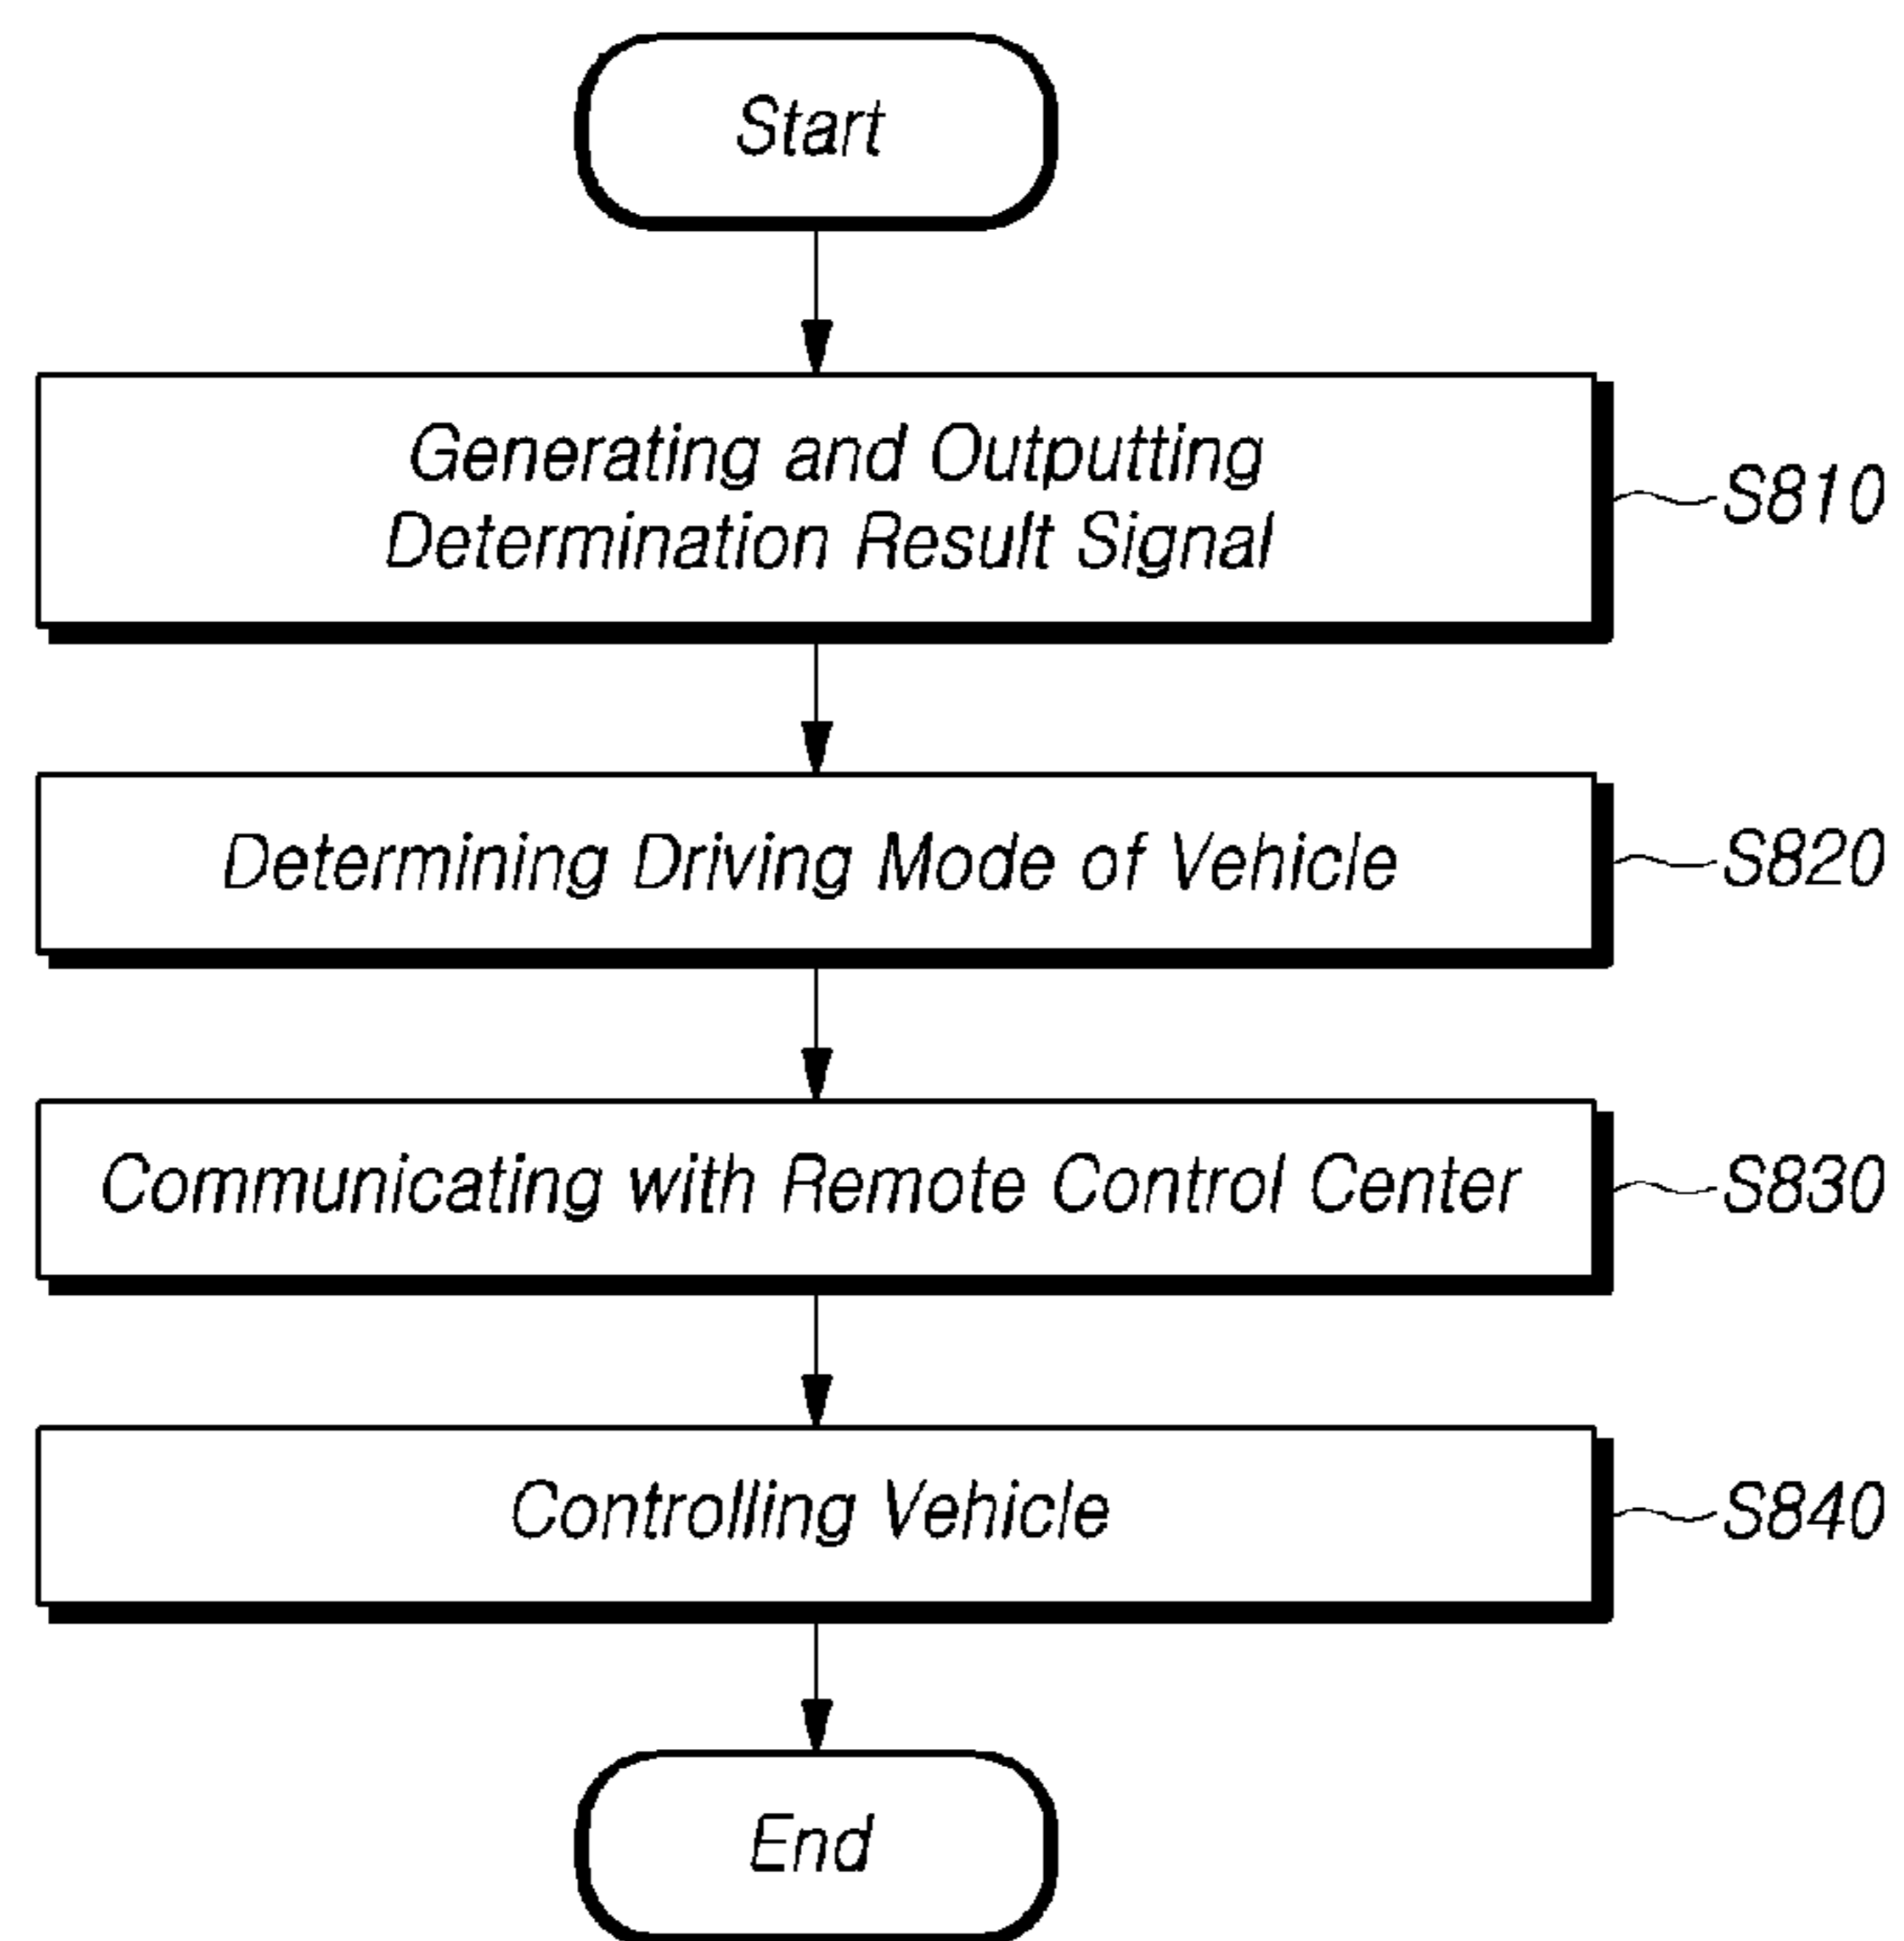 Start
Generating and Outputting
Determination Result Signal
S810
Determining Driving Mode of Vehicle
S820
Communicating with Remote Control Center
S830
Controlling Vehicle
S840
End